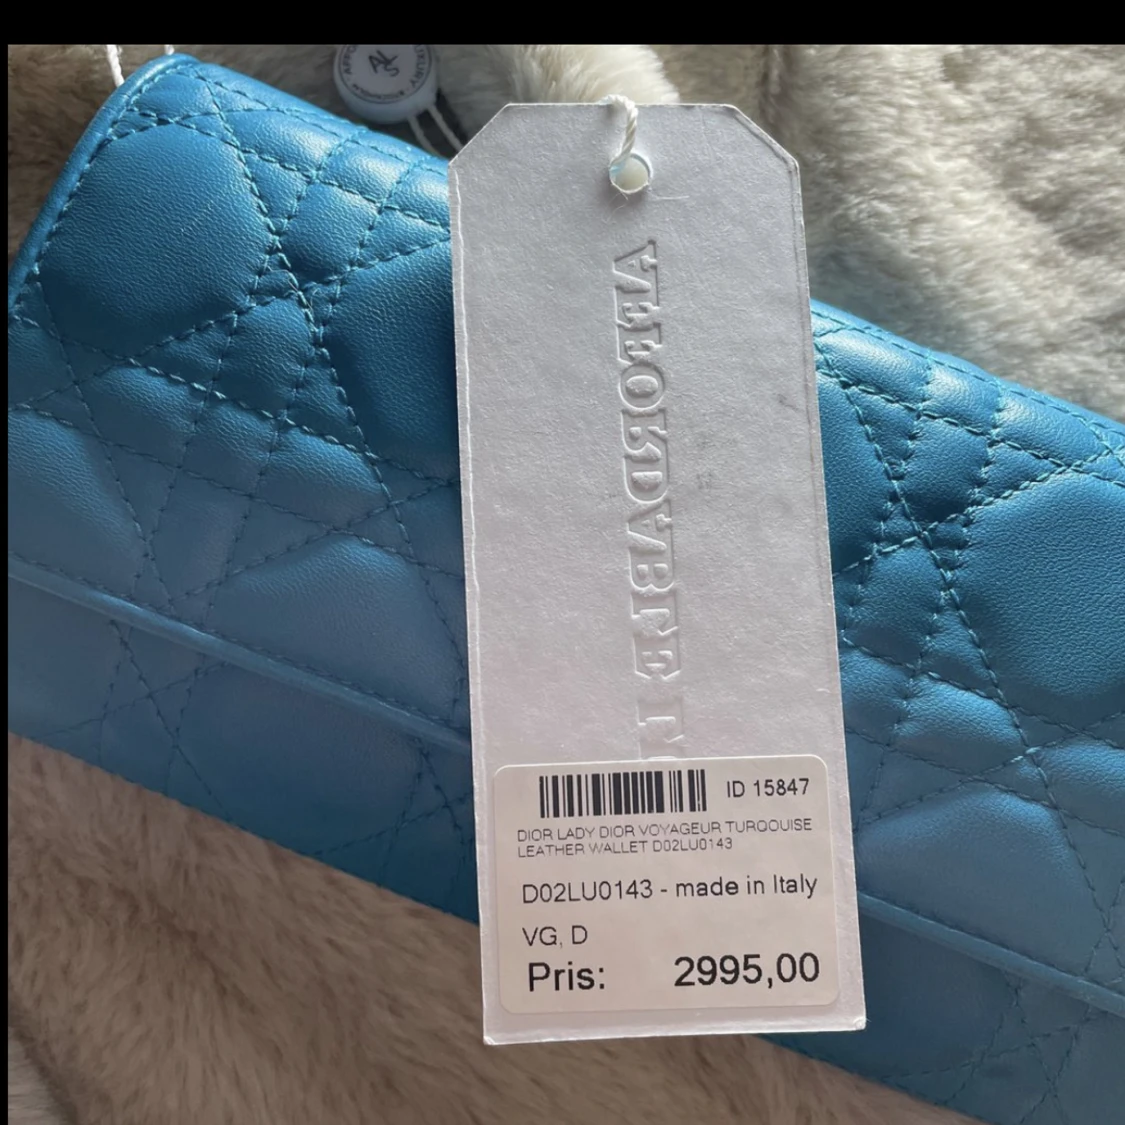 AFFORDABLE
ID 15847
DIOR LADY DIOR VOYAGEUR TURQOUISE
LEATHER WALLET D02LU0143
D02LU0143 - made in Italy
VG, D
Pris: 2995,00